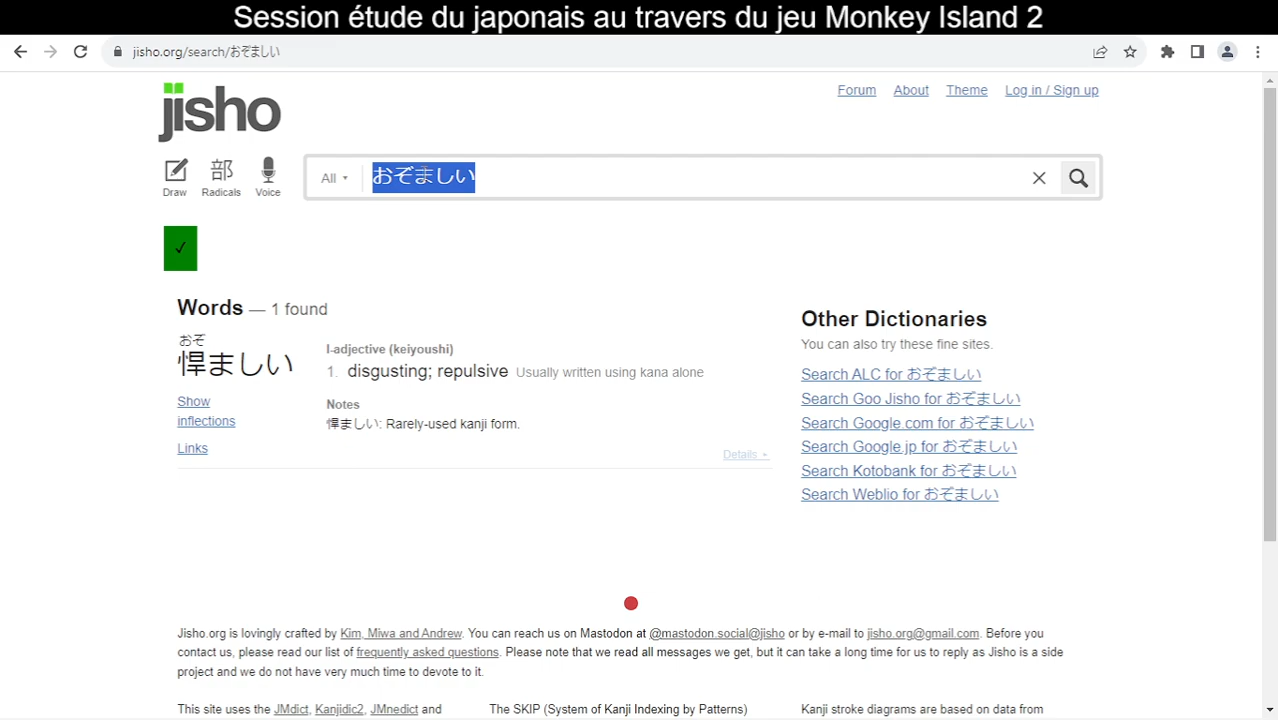 Session étude du japonais au travers du jeu Monkey Island 2
jisho.org/search/おぞましい
jisho
Forum About Theme Log in / Sign up
部
Draw Radicals Voice
All おぞましい
✓
Words — 1 found
おぞ
悍ましい
Show inflections
Links
I-adjective (keiyoushi)
1. disgusting; repulsive Usually written using kana alone
Notes
悍ましい: Rarely-used kanji form.
Details
Other Dictionaries
You can also try these fine sites.
Search ALC for おぞましい
Search Goo Jisho for おぞましい
Search Google com for おぞましい
Search Google jp for おぞましい
Search Kotobank for おぞましい
Search Weblio for おぞましい
Jisho.org is lovingly crafted by Kim, Miwa and Andrew. You can reach us on Mastodon at @mastodon.social@jisho or by e-mail to jisho.org@gmail.com. Before you
contact us, please read our list of frequently asked questions. Please note that we read all messages we get, but it can take a long time for us to reply as Jisho is a side
project and we do not have very much time to devote to it.
This site uses the JMdict, Kanjidic2, JMnedict and
The SKIP (System of Kanji Indexing by Patterns)
Kanji stroke diagrams are based on data from